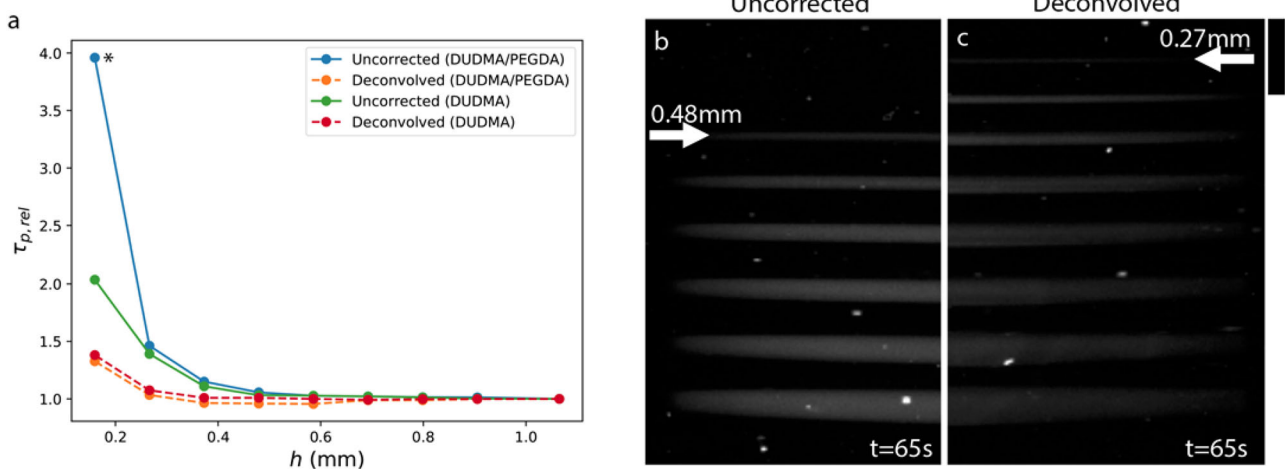 a
4.0
3.5
3.0
2.5
2.0
1.5
1.0
τp,rel
*
Uncorrected (DUDMA/PEGDA)
Deconvolved (DUDMA/PEGDA)
Uncorrected (DUDMA)
Deconvolved (DUDMA)
0.2
0.4
0.6
0.8
1.0
h (mm)
Uncorrected
Deconvolved
b
c
0.27mm
0.48mm
t=65s
t=65s